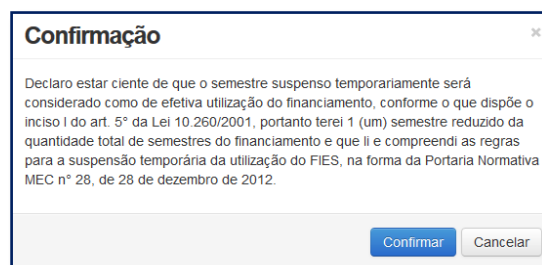 Confirmação ×
Declaro estar ciente de que o semestre suspenso temporariamente será
considerado como de efetiva utilização do financiamento, conforme o que dispõe o
inciso I do art. 5° da Lei 10.260/2001, portanto terei 1 (um) semestre reduzido da
quantidade total de semestres do financiamento e que li e compreendi as regras
para a suspensão temporária da utilização do FIES, na forma da Portaria Normativa
MEC n° 28, de 28 de dezembro de 2012.
Confirmar Cancelar